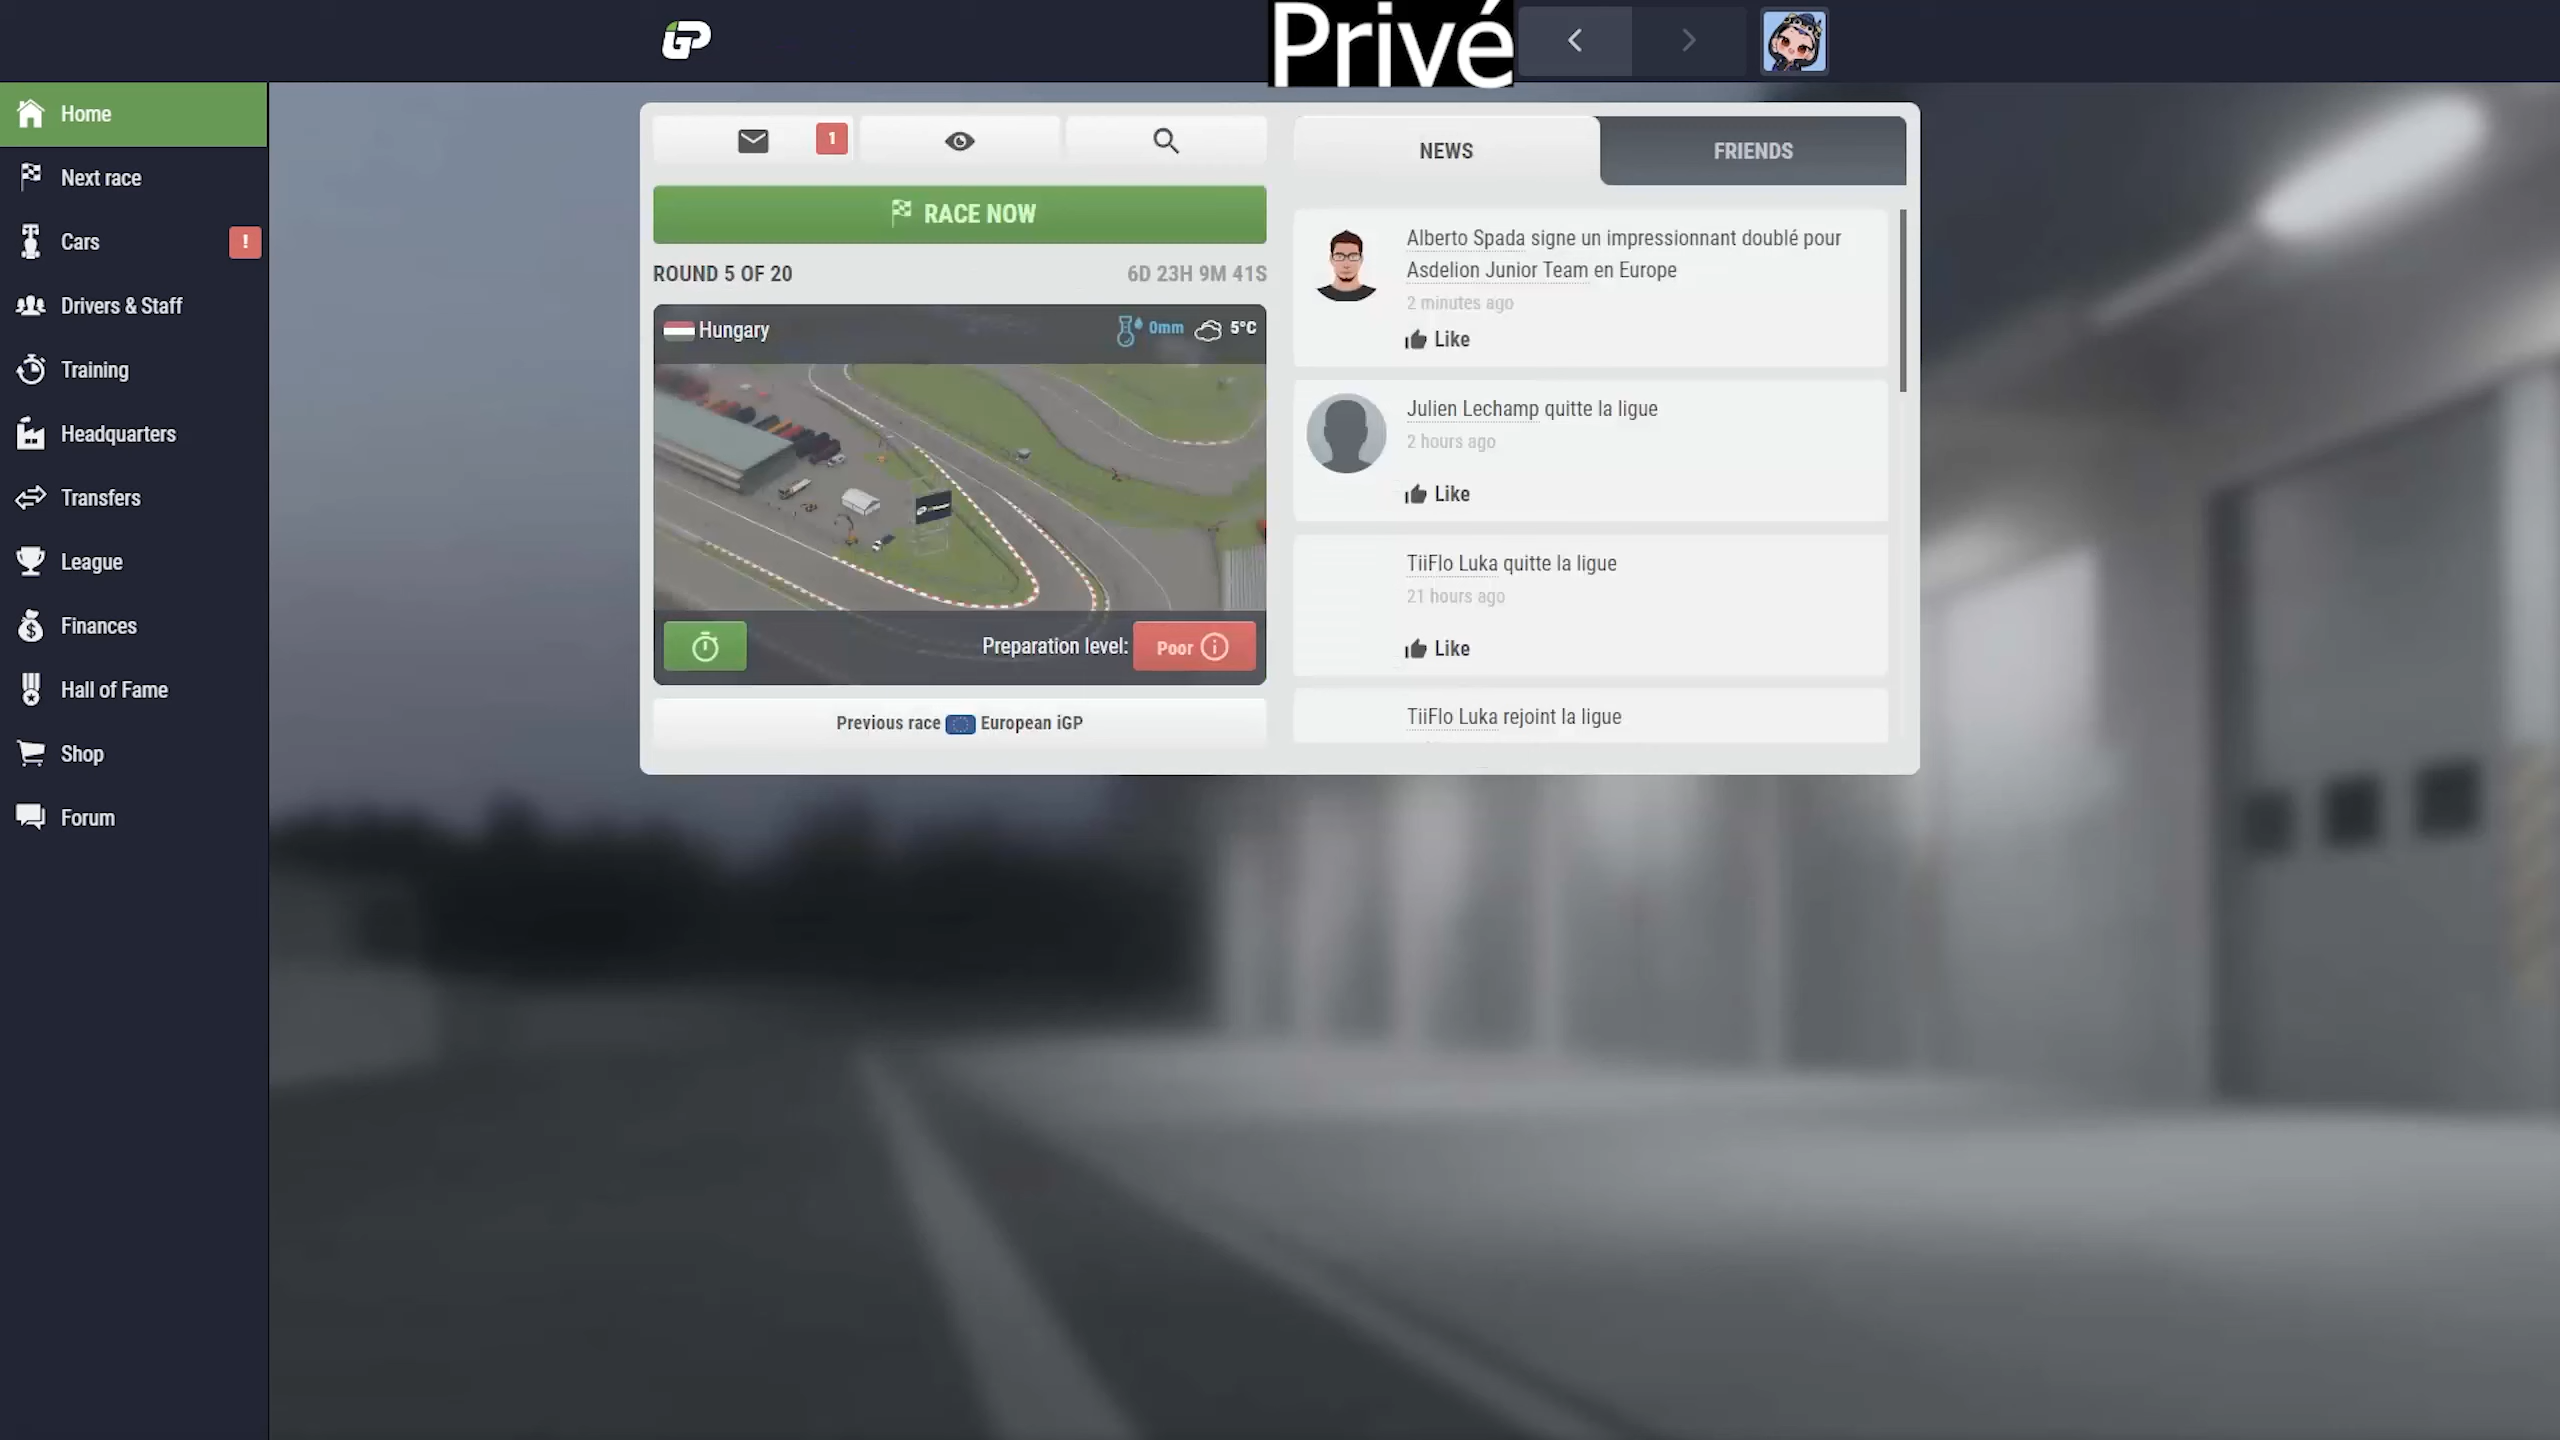 GP
Privé
Home
Next race
Cars
!
Drivers & Staff
Training
Headquarters
Transfers
League
Finances
Hall of Fame
Shop
Forum
1
RACE NOW
ROUND 5 OF 20
6D 23H 9M 41S
Hungary
0mm
5°C
Preparation level:
Poor
Previous race European iGP
NEWS
FRIENDS
Alberto Spada signe un impressionnant doublé pour
Asdelion Junior Team en Europe
2 minutes ago
Like
Julien Lechamp quitte la ligue
2 hours ago
Like
TiiFlo Luka quitte la ligue
21 hours ago
Like
TiiFlo Luka rejoint la ligue